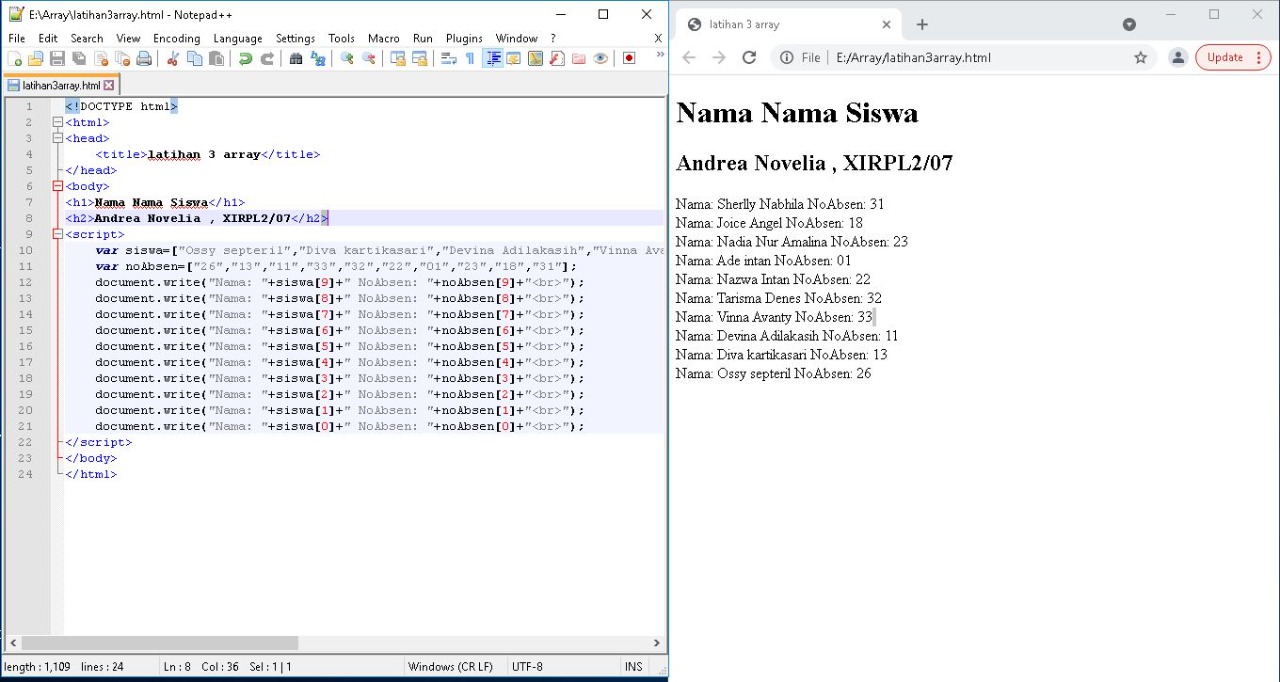 E:\Array\latihan3array.html - Notepad++
File Edit Search View Encoding Language Settings Tools Macro Run Plugins Window ? X
latihan3array.html
1 <!DOCTYPE html>
2 <html>
3 <head>
4 <title>latihan 3 array</title>
5 </head>
6 <body>
7 <h1>Nama Nama Siswa</h1>
8 <h2>Andrea Novelia , XIRPL2/07</h2>
9 <script>
10 var siswa=["Ossy septeril","Diva kartikasari","Devina Adilakasih","Vinna Ava
11 var noAbsen=["26","13","11","33","32","22","01","23","18","31"];
12 document.write("Nama: "+siswa[9]+" NoAbsen: "+noAbsen[9]+"<br>");
13 document.write("Nama: "+siswa[8]+" NoAbsen: "+noAbsen[8]+"<br>");
14 document.write("Nama: "+siswa[7]+" NoAbsen: "+noAbsen[7]+"<br>");
15 document.write("Nama: "+siswa[6]+" NoAbsen: "+noAbsen[6]+"<br>");
16 document.write("Nama: "+siswa[5]+" NoAbsen: "+noAbsen[5]+"<br>");
17 document.write("Nama: "+siswa[4]+" NoAbsen: "+noAbsen[4]+"<br>");
18 document.write("Nama: "+siswa[3]+" NoAbsen: "+noAbsen[3]+"<br>");
19 document.write("Nama: "+siswa[2]+" NoAbsen: "+noAbsen[2]+"<br>");
20 document.write("Nama: "+siswa[1]+" NoAbsen: "+noAbsen[1]+"<br>");
21 document.write("Nama: "+siswa[0]+" NoAbsen: "+noAbsen[0]+"<br>");
22 </script>
23 </body>
24 </html>
length : 1,109 lines : 24 Ln : 8 Col : 36 Sel : 1 | 1 Windows (CR LF) UTF-8 INS
latihan 3 array
File E:/Array/latihan3array.html Update
Nama Nama Siswa
Andrea Novelia , XIRPL2/07
Nama: Sherlly Nabhila NoAbsen: 31
Nama: Joice Angel NoAbsen: 18
Nama: Nadia Nur Amalina NoAbsen: 23
Nama: Ade intan NoAbsen: 01
Nama: Nazwa Intan NoAbsen: 22
Nama: Tarisma Denes NoAbsen: 32
Nama: Vinna Avanty NoAbsen: 33
Nama: Devina Adilakasih NoAbsen: 11
Nama: Diva kartikasari NoAbsen: 13
Nama: Ossy septeril NoAbsen: 26